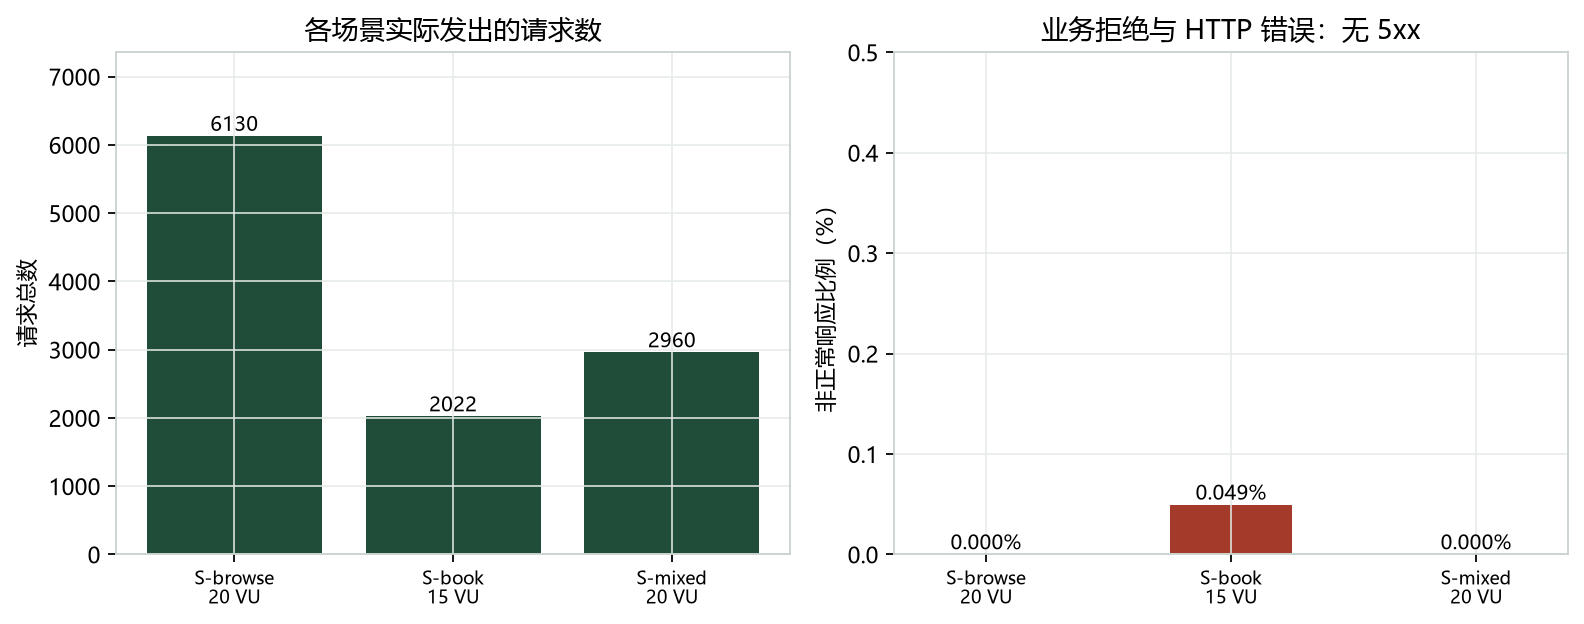 各场景实际发出的请求数
请求总数
7000
6000
5000
4000
3000
2000
1000
0
6130
2022
2960
S-browse
20 VU
S-book
15 VU
S-mixed
20 VU
业务拒绝与 HTTP 错误：无 5xx
非正常响应比例（%）
0.5
0.4
0.3
0.2
0.1
0.0
0.000%
0.049%
0.000%
S-browse
20 VU
S-book
15 VU
S-mixed
20 VU